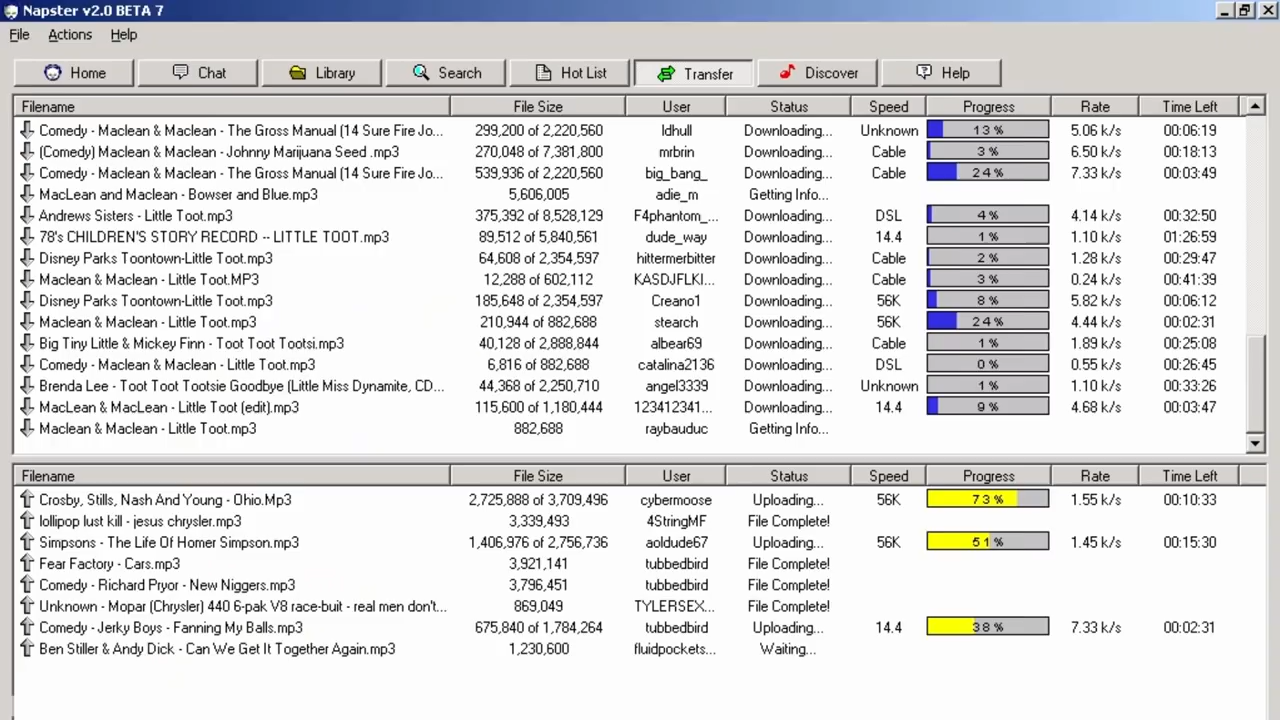 Napster v2.0 BETA 7
File Actions Help
Home Chat Library Search Hot List Transfer Discover Help
Filename File Size User Status Speed Progress Rate Time Left
Comedy - Maclean & Maclean - The Gross Manual (14 Sure Fire Jo... 299,200 of 2,220,560 ldhull Downloading... Unknown 13% 5.06 k/s 00:06:19
(Comedy) Maclean & Maclean - Johnny Marijuana Seed .mp3 270,048 of 7,381,800 mrbrin Downloading... Cable 3% 6.50 k/s 00:18:13
Comedy - Maclean & Maclean - The Gross Manual (14 Sure Fire Jo... 539,936 of 2,220,560 big_bang_ Downloading... Cable 24% 7.33 k/s 00:03:49
MacLean and Maclean - Bowser and Blue.mp3 5,606,005 adie_m Getting Info...
Andrews Sisters - Little Toot.mp3 375,392 of 8,528,129 F4phantom_... Downloading... DSL 4% 4.14 k/s 00:32:50
78's CHILDREN'S STORY RECORD -- LITTLE TOOT.mp3 89,512 of 5,840,561 dude_way Downloading... 14.4 1% 1.10 k/s 01:26:59
Disney Parks Toontown-Little Toot.mp3 64,608 of 2,354,597 hittermerbitter Downloading... Cable 2% 1.28 k/s 00:29:47
Maclean & Maclean - Little Toot.MP3 12,288 of 602,112 KASDJFLKI... Downloading... Cable 3% 0.24 k/s 00:41:39
Disney Parks Toontown-Little Toot.mp3 185,648 of 2,354,597 Creano1 Downloading... 56K 8% 5.82 k/s 00:06:12
Maclean & Maclean - Little Toot.mp3 210,944 of 882,688 stearch Downloading... 56K 24% 4.44 k/s 00:02:31
Big Tiny Little & Mickey Finn - Toot Toot Tootsi.mp3 40,128 of 2,888,844 albear69 Downloading... Cable 1% 1.89 k/s 00:25:08
Comedy - Maclean & Maclean - Little Toot.mp3 6,816 of 882,688 catalina2136 Downloading... DSL 0% 0.55 k/s 00:26:45
Brenda Lee - Toot Toot Tootsie Goodbye (Little Miss Dynamite, CD... 44,368 of 2,250,710 angel3339 Downloading... Unknown 1% 1.10 k/s 00:33:26
MacLean & MacLean - Little Toot (edit).mp3 115,600 of 1,180,444 123412341... Downloading... 14.4 9% 4.68 k/s 00:03:47
Maclean & Maclean - Little Toot.mp3 882,688 raybauduc Getting Info...
Filename File Size User Status Speed Progress Rate Time Left
Crosby, Stills, Nash And Young - Ohio.Mp3 2,725,888 of 3,709,496 cybermoose Uploading... 56K 73% 1.55 k/s 00:10:33
lollipop lust kill - jesus chrysler.mp3 3,339,493 4StringMF File Complete!
Simpsons - The Life Of Homer Simpson.mp3 1,406,976 of 2,756,736 aoldude67 Uploading... 56K 51% 1.45 k/s 00:15:30
Fear Factory - Cars.mp3 3,921,141 tubbedbird File Complete!
Comedy - Richard Pryor - New Niggers.mp3 3,796,451 tubbedbird File Complete!
Unknown - Mopar (Chrysler) 440 6-pak V8 race-buit - real men don't... 869,049 TYLERSEX... File Complete!
Comedy - Jerky Boys - Fanning My Balls.mp3 675,840 of 1,784,264 tubbedbird Uploading... 14.4 38% 7.33 k/s 00:02:31
Ben Stiller & Andy Dick - Can We Get It Together Again.mp3 1,230,600 fluidpockets... Waiting...